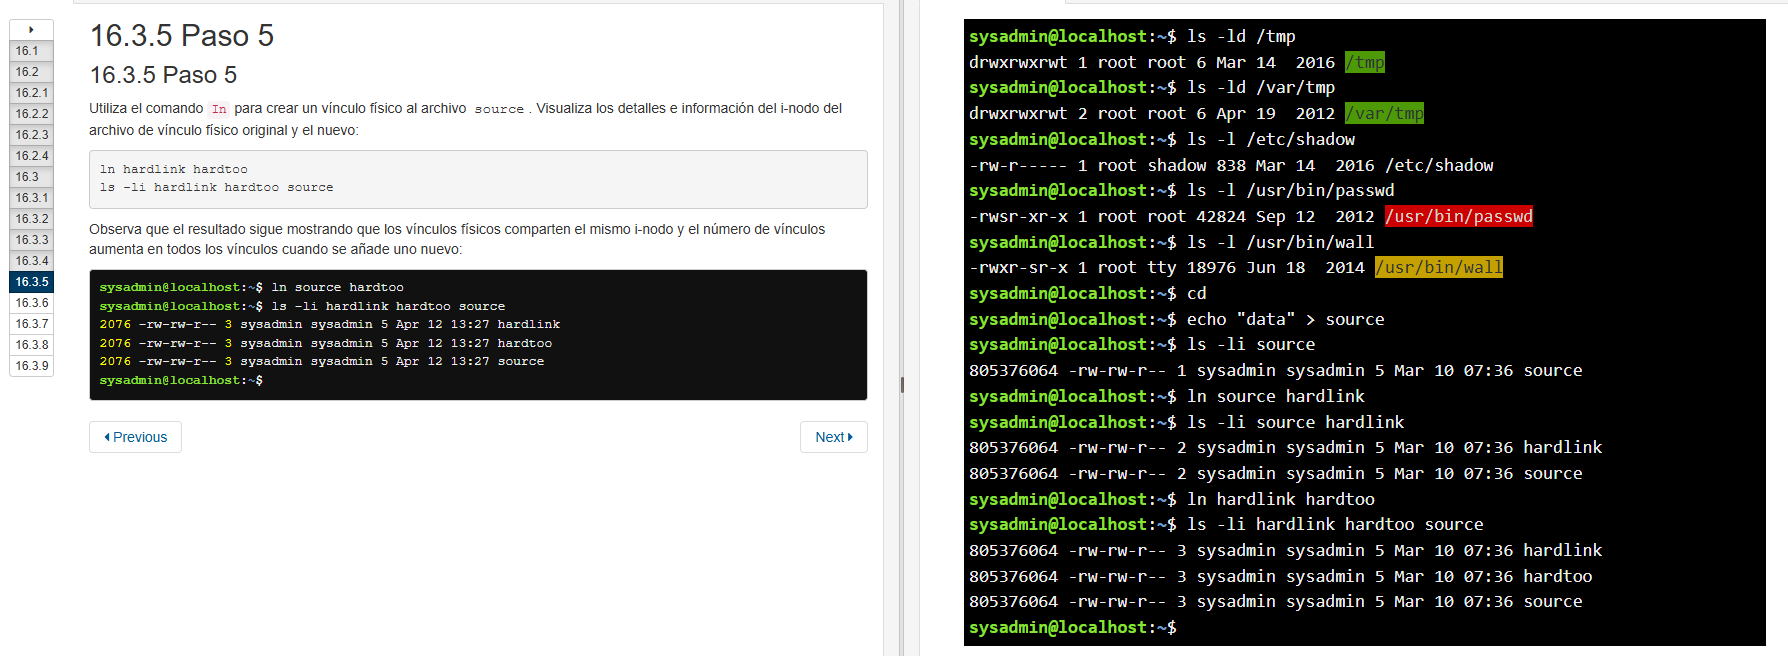 16.1
16.2
16.2.1
16.2.2
16.2.3
16.2.4
16.3
16.3.1
16.3.2
16.3.3
16.3.4
16.3.5
16.3.6
16.3.7
16.3.8
16.3.9
16.3.5 Paso 5
16.3.5 Paso 5
Utiliza el comando ln para crear un vínculo físico al archivo source . Visualiza los detalles e información del i-nodo del
archivo de vínculo físico original y el nuevo:
ln hardlink hardtoo
ls -li hardlink hardtoo source
Observa que el resultado sigue mostrando que los vínculos físicos comparten el mismo i-nodo y el número de vínculos
aumenta en todos los vínculos cuando se añade uno nuevo:
sysadmin@localhost:~$ ln source hardtoo
sysadmin@localhost:~$ ls -li hardlink hardtoo source
2076 -rw-rw-r-- 3 sysadmin sysadmin 5 Apr 12 13:27 hardlink
2076 -rw-rw-r-- 3 sysadmin sysadmin 5 Apr 12 13:27 hardtoo
2076 -rw-rw-r-- 3 sysadmin sysadmin 5 Apr 12 13:27 source
sysadmin@localhost:~$
Previous
Next
sysadmin@localhost:~$ ls -ld /tmp
drwxrwxrwt 1 root root 6 Mar 14  2016 /tmp
sysadmin@localhost:~$ ls -ld /var/tmp
drwxrwxrwt 2 root root 6 Apr 19  2012 /var/tmp
sysadmin@localhost:~$ ls -l /etc/shadow
-rw-r----- 1 root shadow 838 Mar 14  2016 /etc/shadow
sysadmin@localhost:~$ ls -l /usr/bin/passwd
-rwsr-xr-x 1 root root 42824 Sep 12  2012 /usr/bin/passwd
sysadmin@localhost:~$ ls -l /usr/bin/wall
-rwxr-sr-x 1 root tty 18976 Jun 18  2014 /usr/bin/wall
sysadmin@localhost:~$ cd
sysadmin@localhost:~$ echo "data" > source
sysadmin@localhost:~$ ls -li source
805376064 -rw-rw-r-- 1 sysadmin sysadmin 5 Mar 10 07:36 source
sysadmin@localhost:~$ ln source hardlink
sysadmin@localhost:~$ ls -li source hardlink
805376064 -rw-rw-r-- 2 sysadmin sysadmin 5 Mar 10 07:36 hardlink
805376064 -rw-rw-r-- 2 sysadmin sysadmin 5 Mar 10 07:36 source
sysadmin@localhost:~$ ln hardlink hardtoo
sysadmin@localhost:~$ ls -li hardlink hardtoo source
805376064 -rw-rw-r-- 3 sysadmin sysadmin 5 Mar 10 07:36 hardlink
805376064 -rw-rw-r-- 3 sysadmin sysadmin 5 Mar 10 07:36 hardtoo
805376064 -rw-rw-r-- 3 sysadmin sysadmin 5 Mar 10 07:36 source
sysadmin@localhost:~$